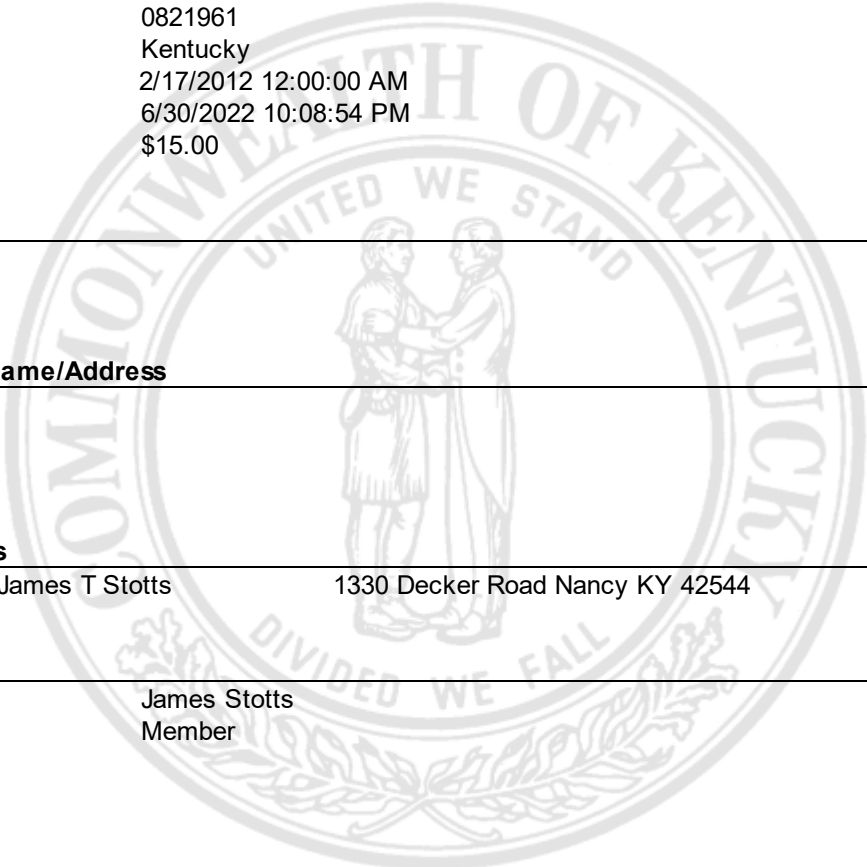 0821961
Kentucky
2/17/2012 12:00:00 AM
6/30/2022 10:08:54 PM
$15.00
COMMONWEALTH OF KENTUCKY
UNITED WE STAND
ame/Address
s
James T Stotts 1330 Decker Road Nancy KY 42544
DIVIDED WE FALL
James Stotts
Member